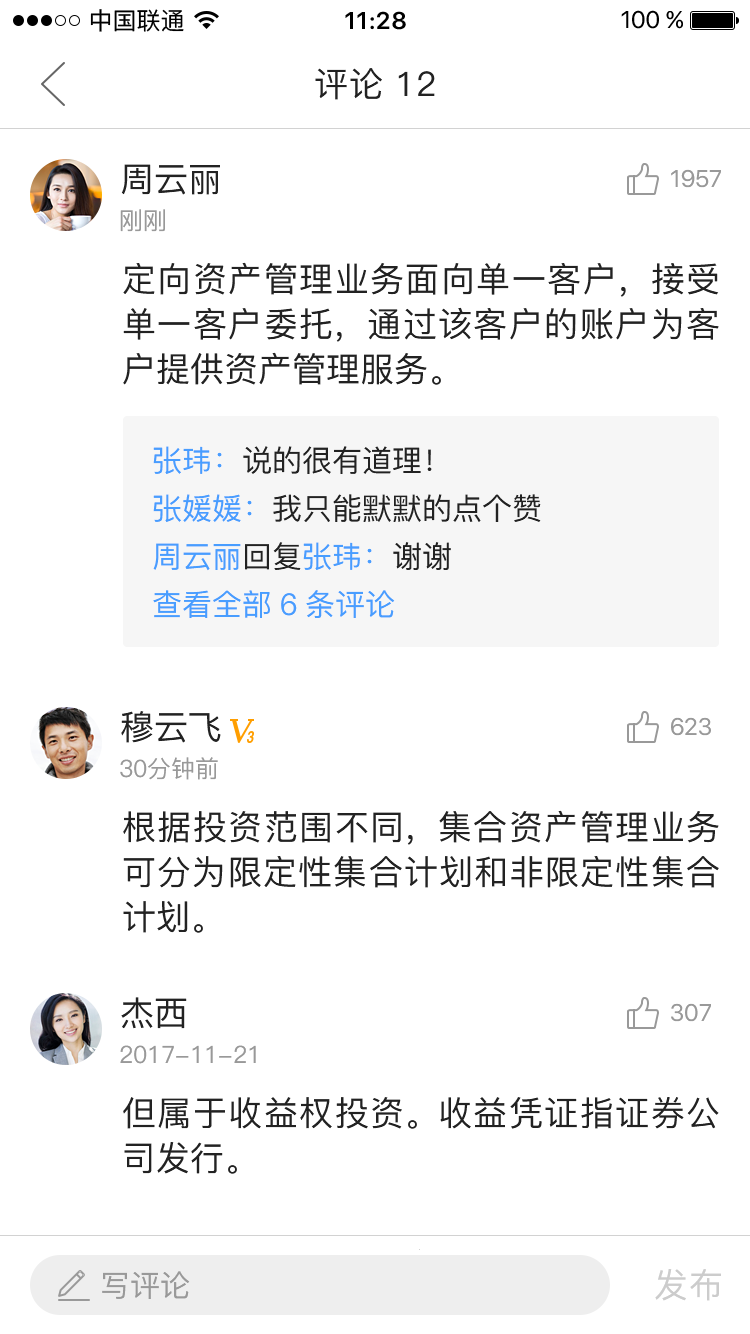 中国联通 11:28 100 %
评论 12
周云丽 1957
刚刚
定向资产管理业务面向单一客户，接受
单一客户委托，通过该客户的账户为客
户提供资产管理服务。
张玮：说的很有道理！
张媛媛：我只能默默的点个赞
周云丽回复张玮：谢谢
查看全部 6 条评论
穆云飞 V3 623
30分钟前
根据投资范围不同，集合资产管理业务
可分为限定性集合计划和非限定性集合
计划。
杰西 307
2017-11-21
但属于收益权投资。收益凭证指证券公
司发行。
写评论 发布